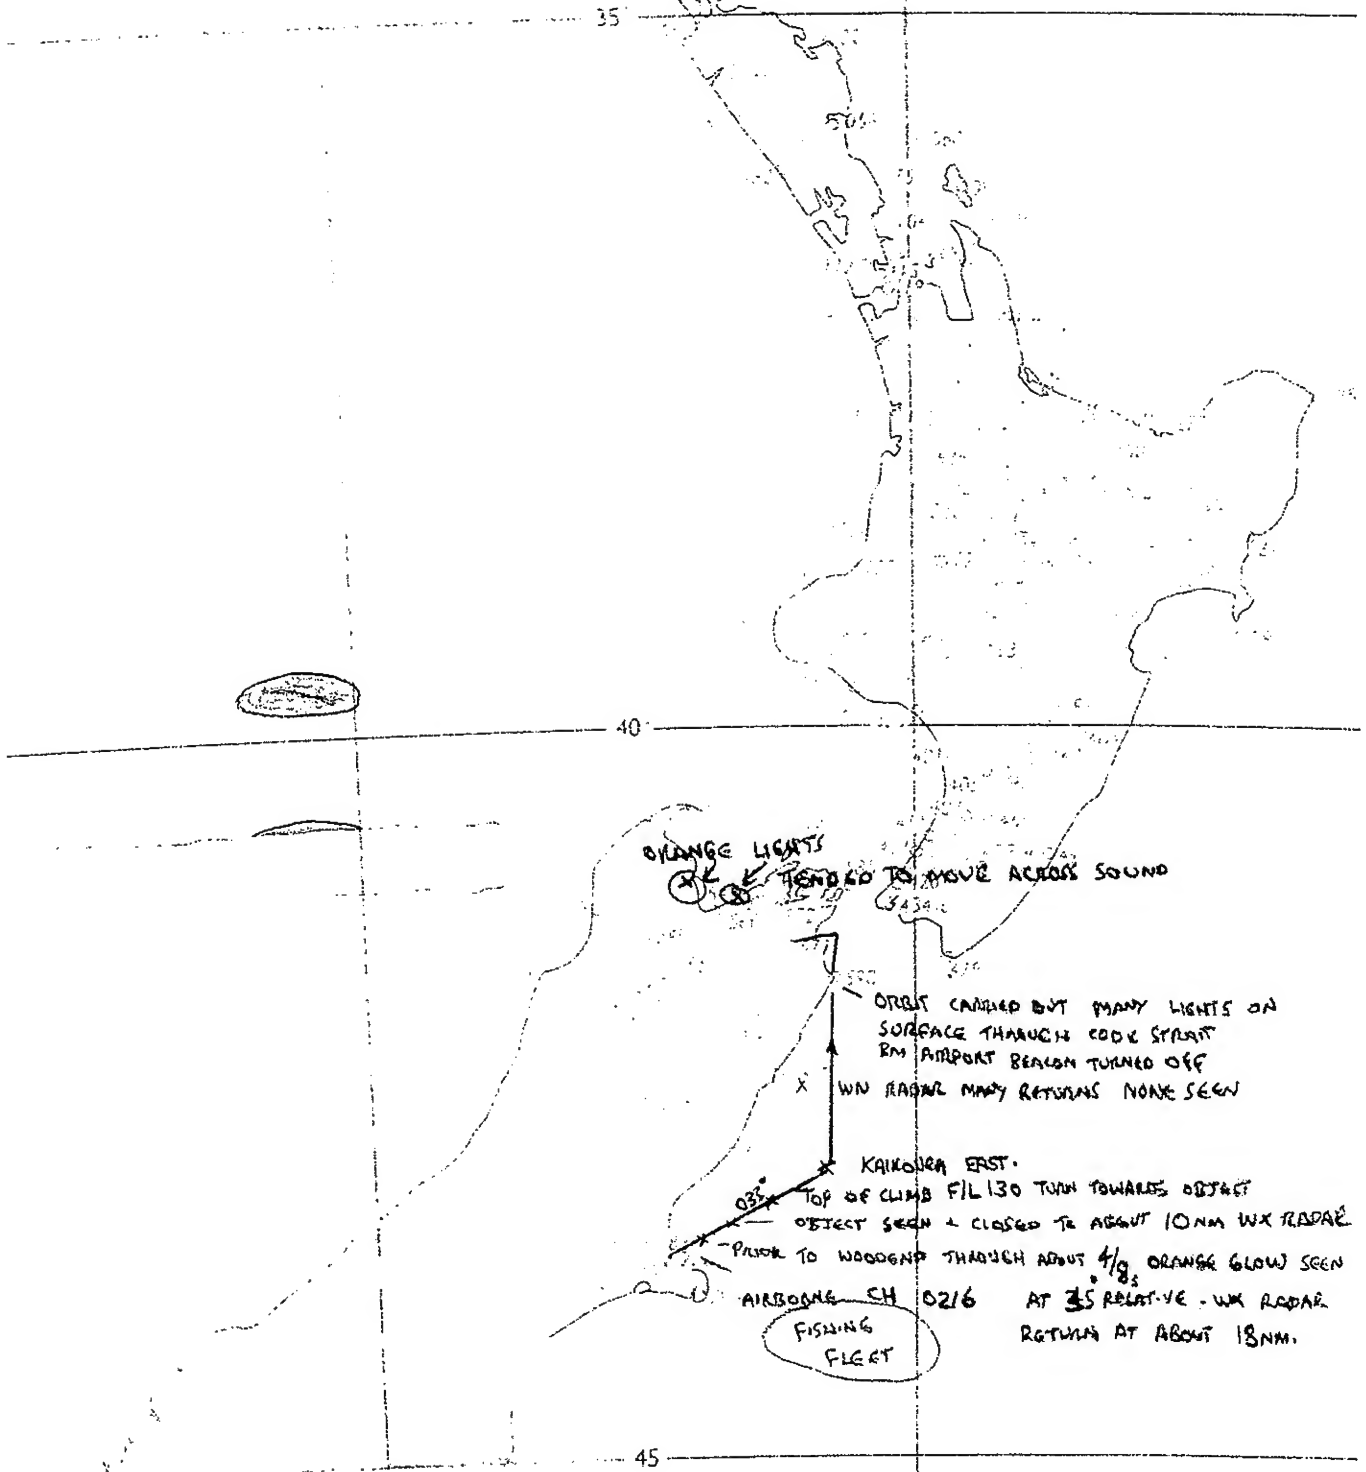 35
40
ORANGE LIGHTS
TENDED TO MOVE ACROSS SOUND
ORBIT CARRIED OUT MANY LIGHTS ON
SURFACE THROUGH COOK STRAIT
BM AIRPORT BEACON TURNED OFF
X WN RADAR MANY RETURNS NONE SEEN
KAIKOURA EAST.
033°
TOP OF CLIMB F/L 130 TURN TOWARDS OBJECT
OBJECT SEEN + CLOSED TO ABOUT 10NM WX RADAR
PRIOR TO WOODEND THROUGH ABOUT 4/8s ORANGE GLOW SEEN
AIRBORNE CH 0216 AT RELATIVE. WX RADAR
RETURN AT ABOUT 18NM.
FISHING
FLEET
45